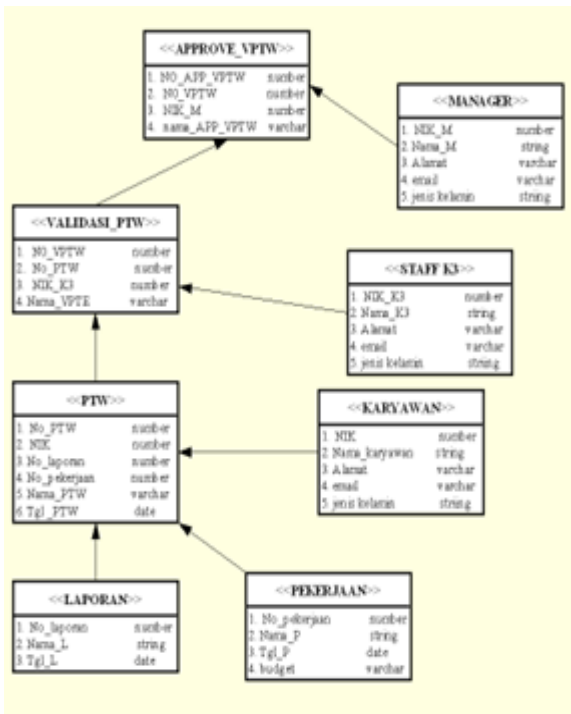 <<APPROVE_VPTW>>
1. NO_APP_VPTW number
2. N0_VPTW number
3. NIK_M number
4. nama_APP_VPTW varchar
<<MANAGER>>
1. NIK_M number
2 Nama_M string
3 Alamat varchar
4. email varchar
5. jenis kelamin string
<<VALIDASI_PTW>>
1. N0_VPTW number
2. No_PTW number
3. NIK_K3 number
4. Nama_VPTE varchar
<<STAFF K3>>
1. NIK_K3 number
2 Nama_K3 string
3 Alamat varchar
4. email varchar
5. jenis kelamin string
<<PTW>>
1. No_PTW number
2. NIK number
3. No_laporan number
4. No_pekerjaan number
5. Nama_PTW varchar
6. Tgl_PTW date
<<KARYAWAN>>
1. NIK number
2. Nama_karyawan string
3 Alamat varchar
4. email varchar
5. jenis kelamin string
<<LAPORAN>>
1. No_laporan number
2. Nama_L string
3. Tgl_L date
<<PEKERJAAN>>
1. No_pekerjaan number
2. Nama_P string
3. Tgl_P date
4. budget varchar